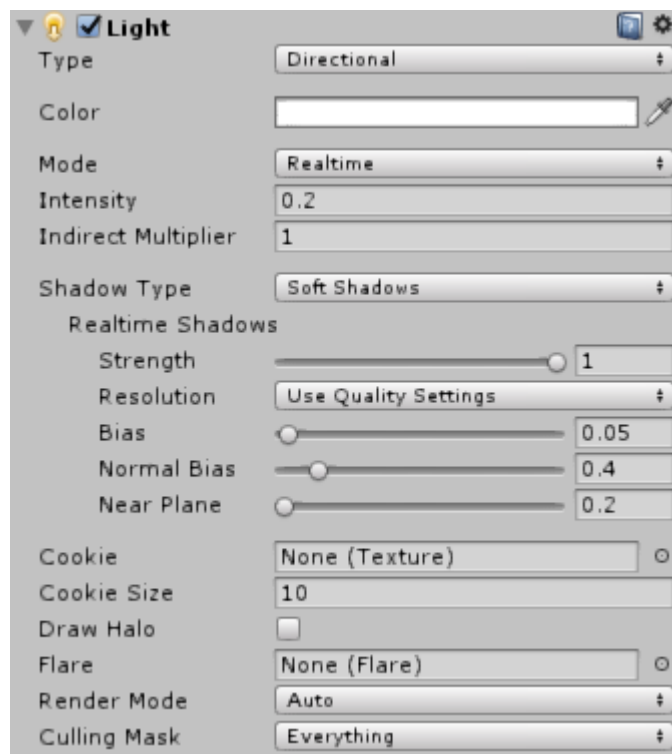 Light
Type Directional
Color
Mode Realtime
Intensity 0.2
Indirect Multiplier 1
Shadow Type Soft Shadows
Realtime Shadows
Strength 1
Resolution Use Quality Settings
Bias 0.05
Normal Bias 0.4
Near Plane 0.2
Cookie None (Texture)
Cookie Size 10
Draw Halo
Flare None (Flare)
Render Mode Auto
Culling Mask Everything